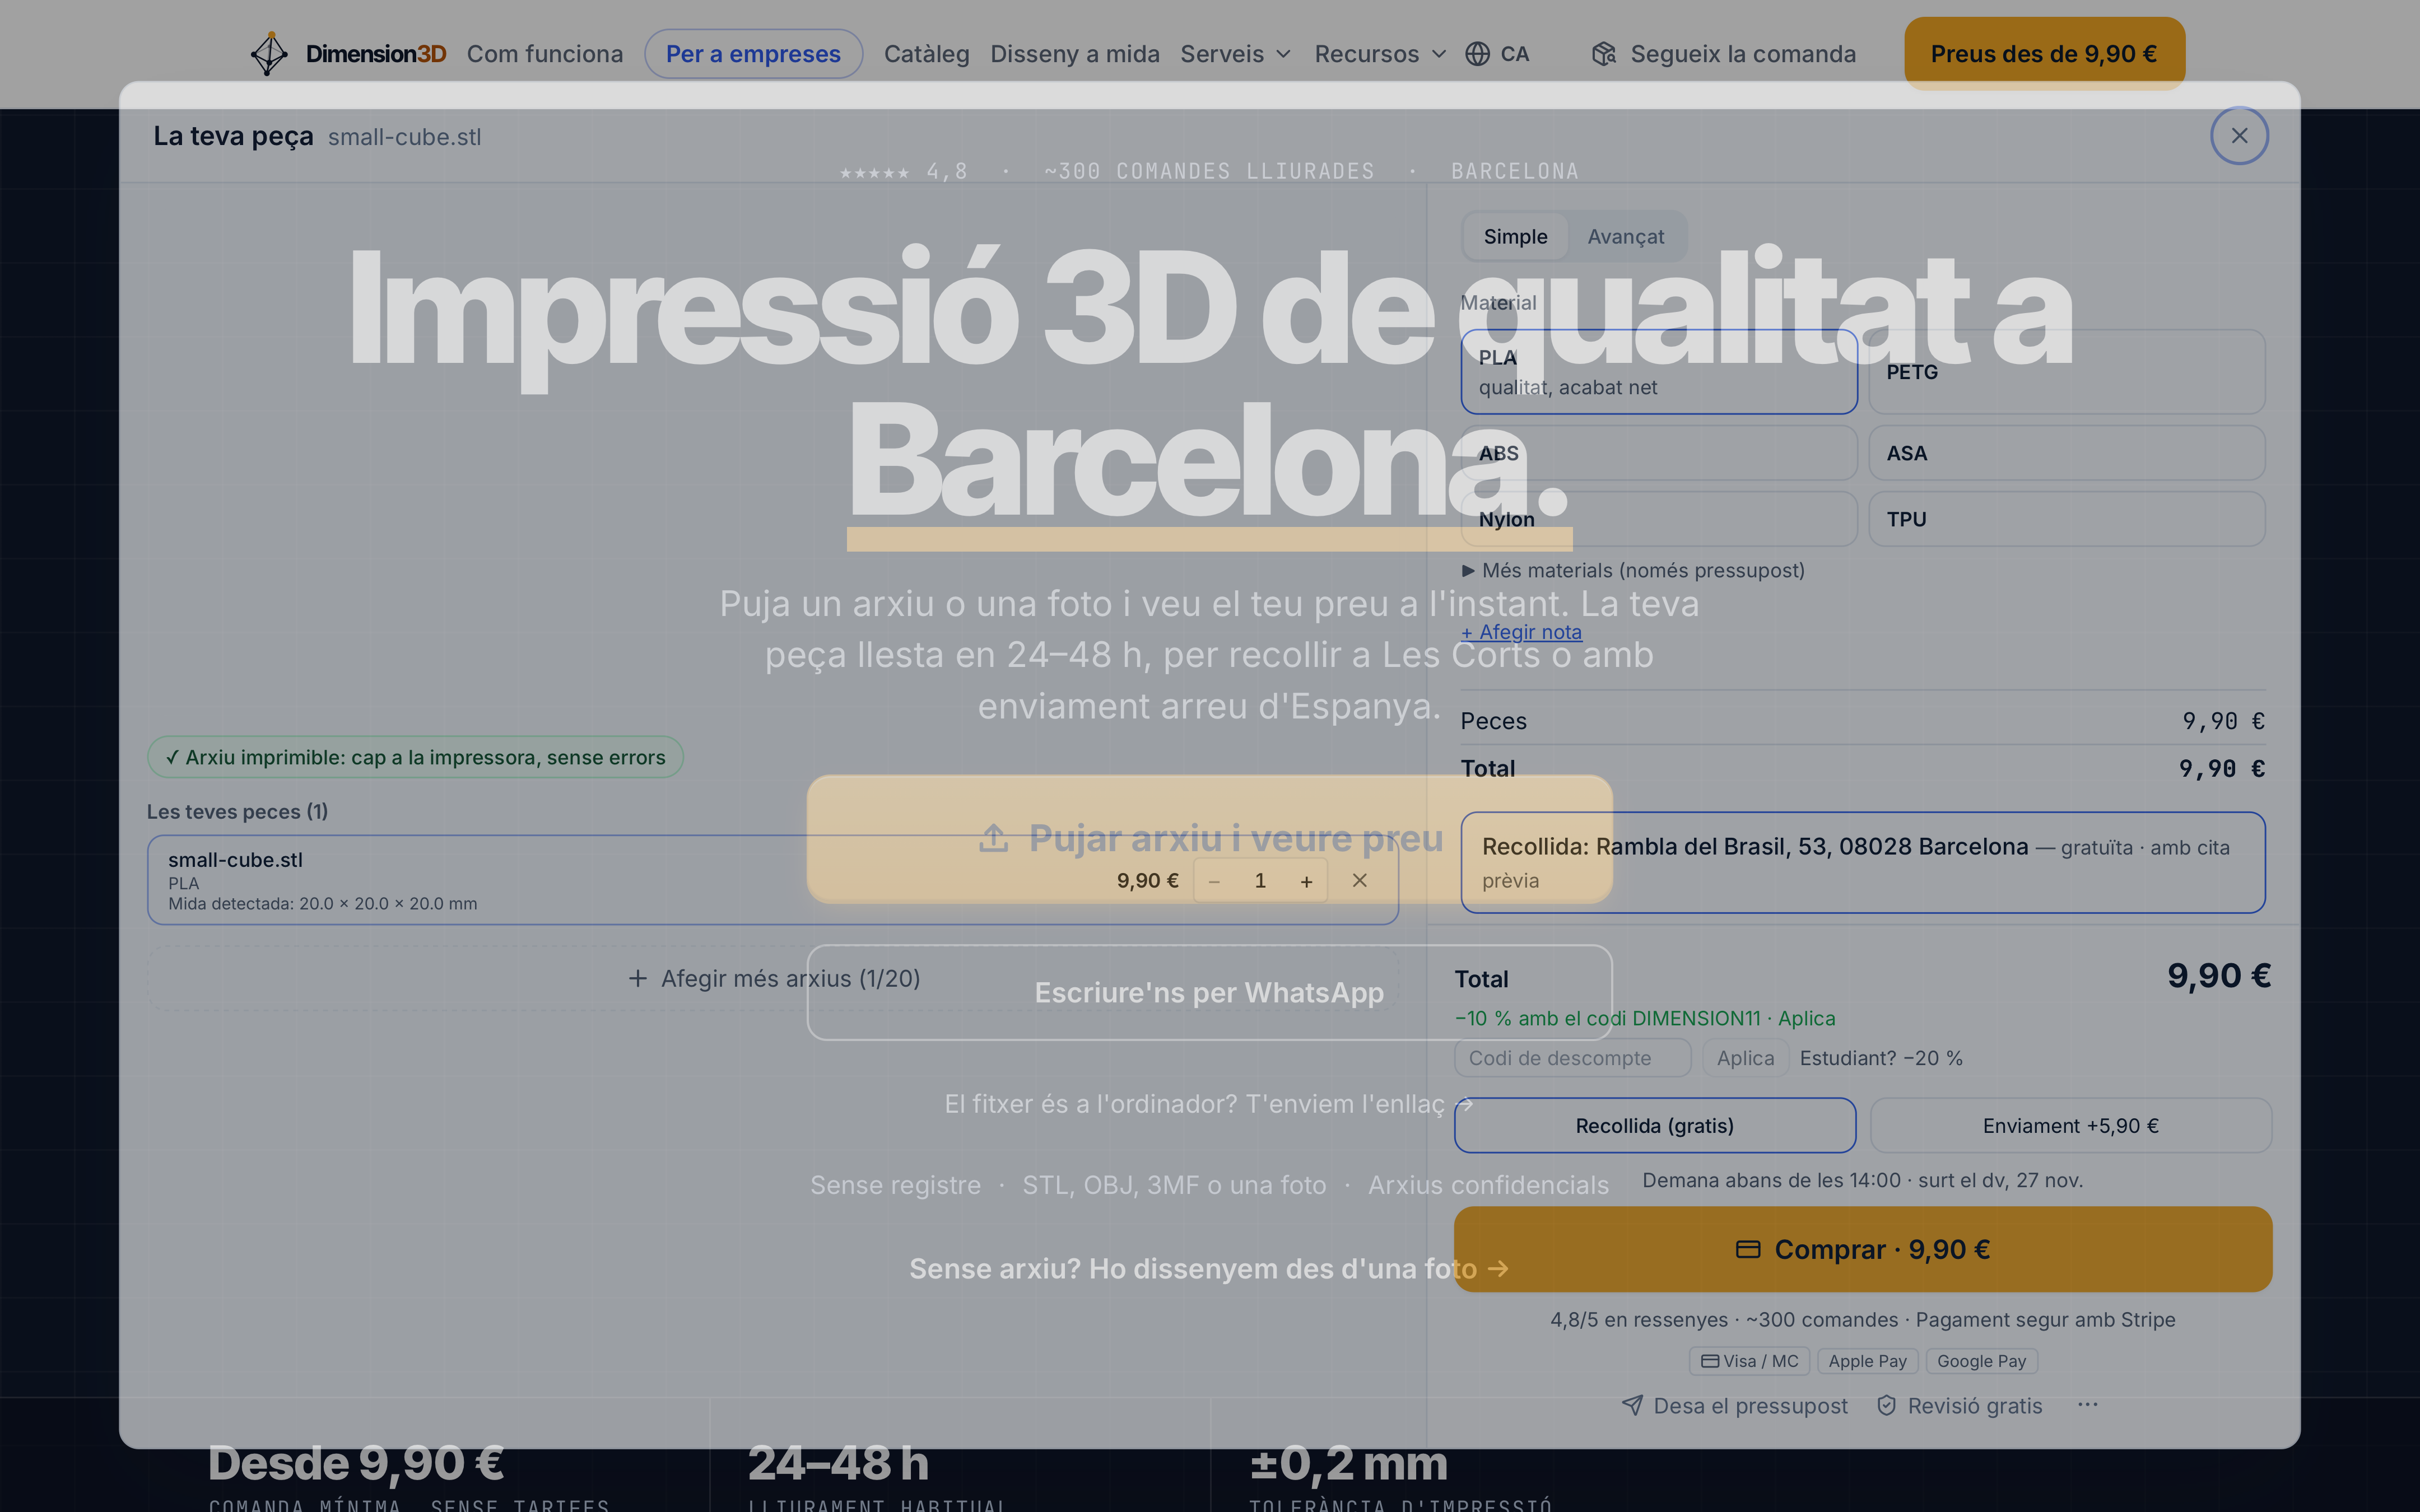 Dimension3D Com funciona Per a empreses Catàleg Disseny a mida Serveis Recursos CA Segueix la comanda Preus des de 9,90 €
La teva peça small-cube.stl
★★★★★ 4,8 · ~300 COMANDES LLIURADES · BARCELONA
Impressió 3D de qualitat a
Barcelona.
Puja un arxiu o una foto i veu el teu preu a l'instant. La teva
peça llesta en 24–48 h, per recollir a Les Corts o amb
enviament arreu d'Espanya.
Pujar arxiu i veure preu
Escriure'ns per WhatsApp
El fitxer és a l'ordinador? T'enviem l'enllaç →
Sense registre · STL, OBJ, 3MF o una foto · Arxius confidencials
Sense arxiu? Ho dissenyem des d'una foto →
✓ Arxiu imprimible: cap a la impressora, sense errors
Les teves peces (1)
small-cube.stl
PLA
Mida detectada: 20.0 × 20.0 × 20.0 mm
9,90 € − 1 + ×
+ Afegir més arxius (1/20)
Simple Avançat
Material
PLA
qualitat, acabat net
PETG
ABS
ASA
Nylon
TPU
▶ Més materials (només pressupost)
+ Afegir nota
Peces 9,90 €
Total 9,90 €
Recollida: Rambla del Brasil, 53, 08028 Barcelona — gratuïta · amb cita
prèvia
Total 9,90 €
−10 % amb el codi DIMENSION11 · Aplica
Codi de descompte Aplica Estudiant? −20 %
Recollida (gratis) Enviament +5,90 €
Demana abans de les 14:00 · surt el dv, 27 nov.
Comprar · 9,90 €
4,8/5 en ressenyes · ~300 comandes · Pagament segur amb Stripe
Visa / MC Apple Pay Google Pay
Desa el pressupost Revisió gratis ···
Desde 9,90 € 24–48 h ±0,2 mm
COMANDA MÍNIMA, SENSE TARIFES LLIURAMENT HABITUAL TOLERÀNCIA D'IMPRESSIÓ